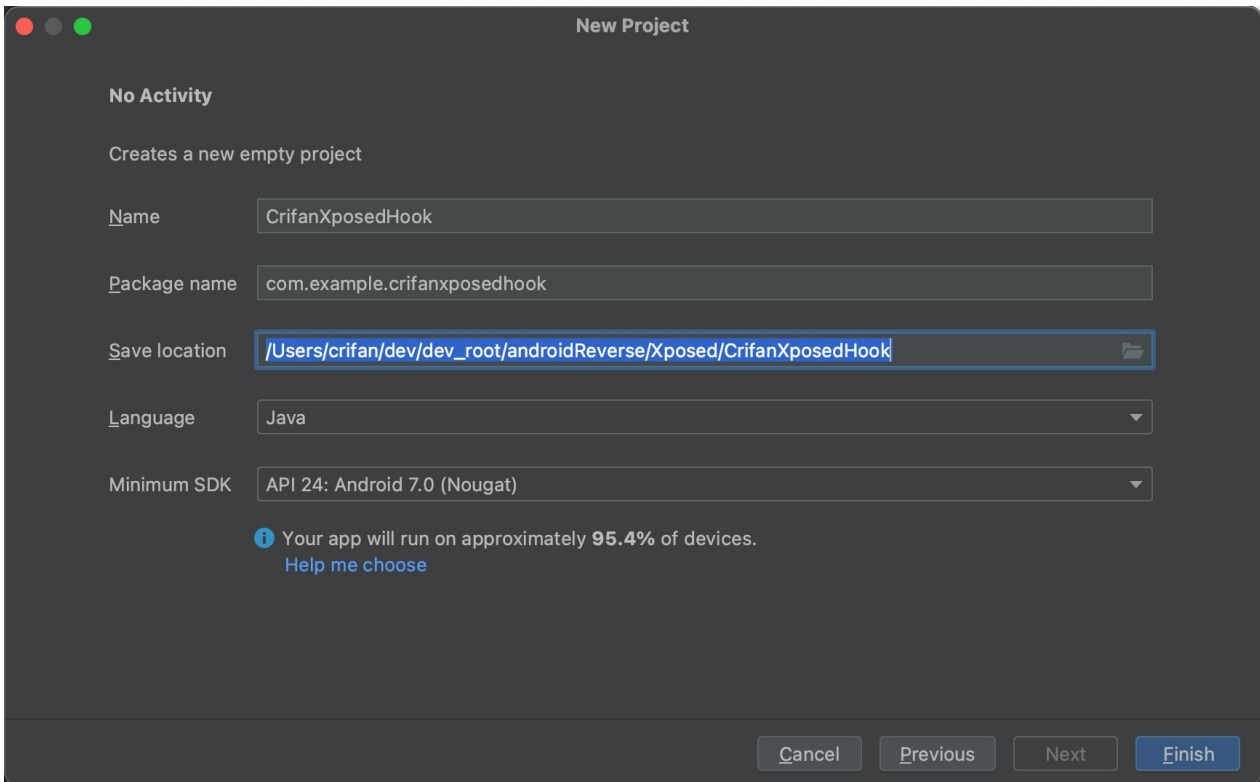 New Project
No Activity
Creates a new empty project
Name CrifanXposedHook
Package name com.example.crifanxposedhook
Save location /Users/crifan/dev/dev_root/androidReverse/Xposed/CrifanXposedHook
Language Java
Minimum SDK API 24: Android 7.0 (Nougat)
Your app will run on approximately 95.4% of devices.
Help me choose
Cancel Previous Next Finish